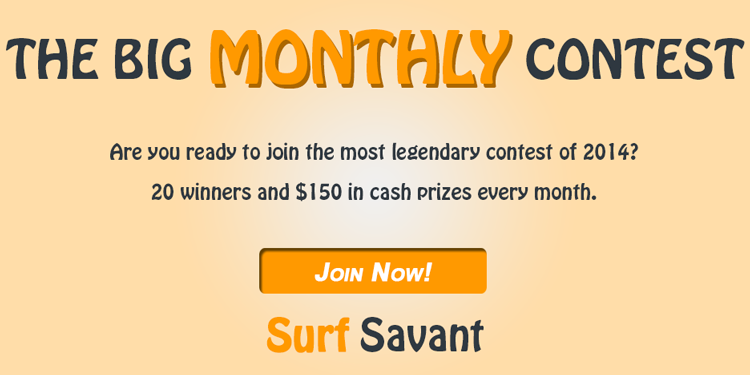 THE BIG MONTHLY CONTEST
Are you ready to join the most legendary contest of 2014?
20 winners and $150 in cash prizes every month.
Join Now!
Surf Savant